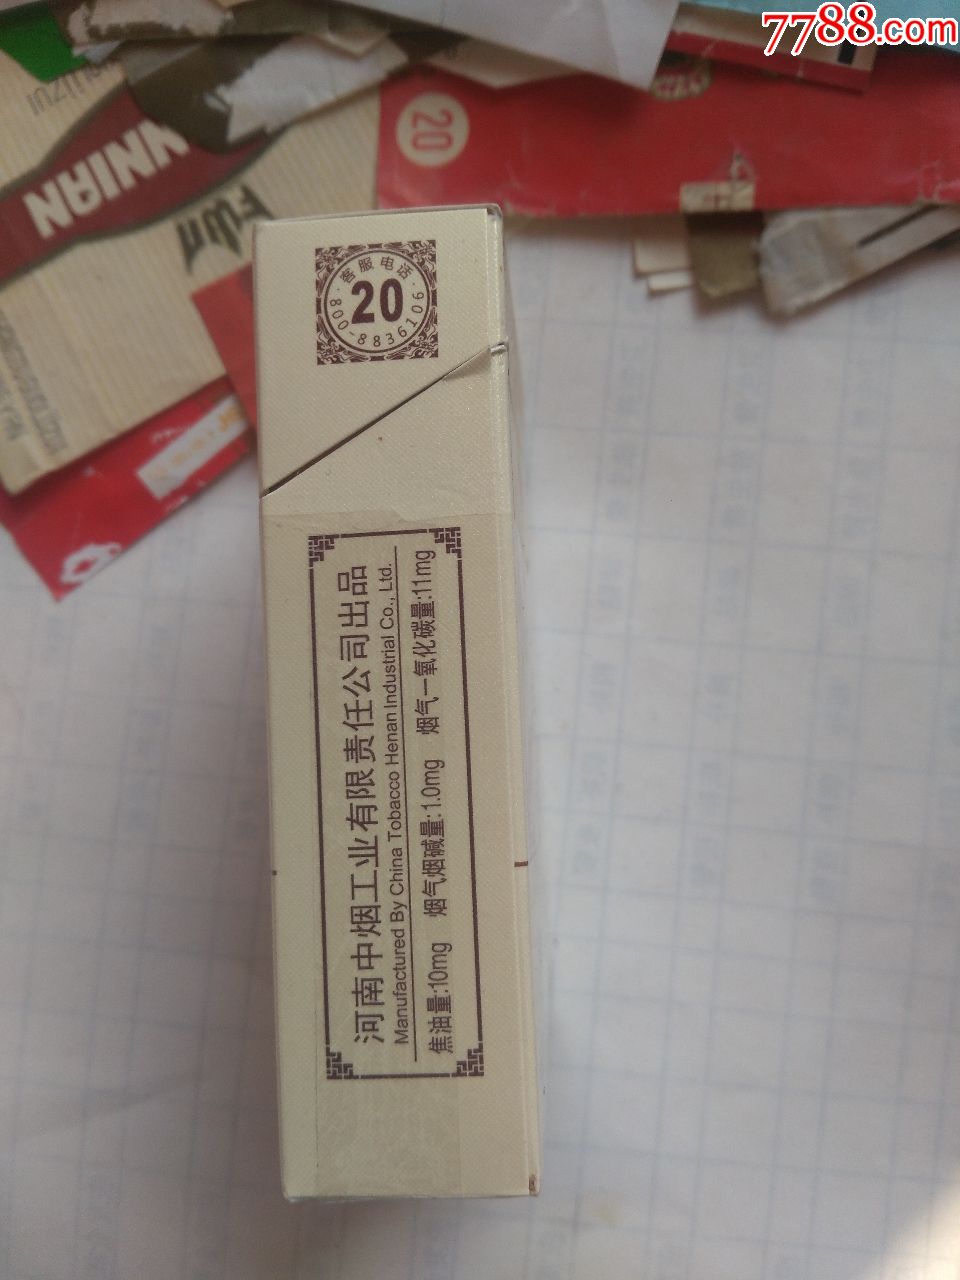 7788.com
20
NNIAN
客服电话
20
800-8836106
河南中烟工业有限责任公司出品
Manufactured By China Tobacco Henan Industrial Co., Ltd.
焦油量:10mg 烟气烟碱量:1.0mg 烟气一氧化碳量:11mg